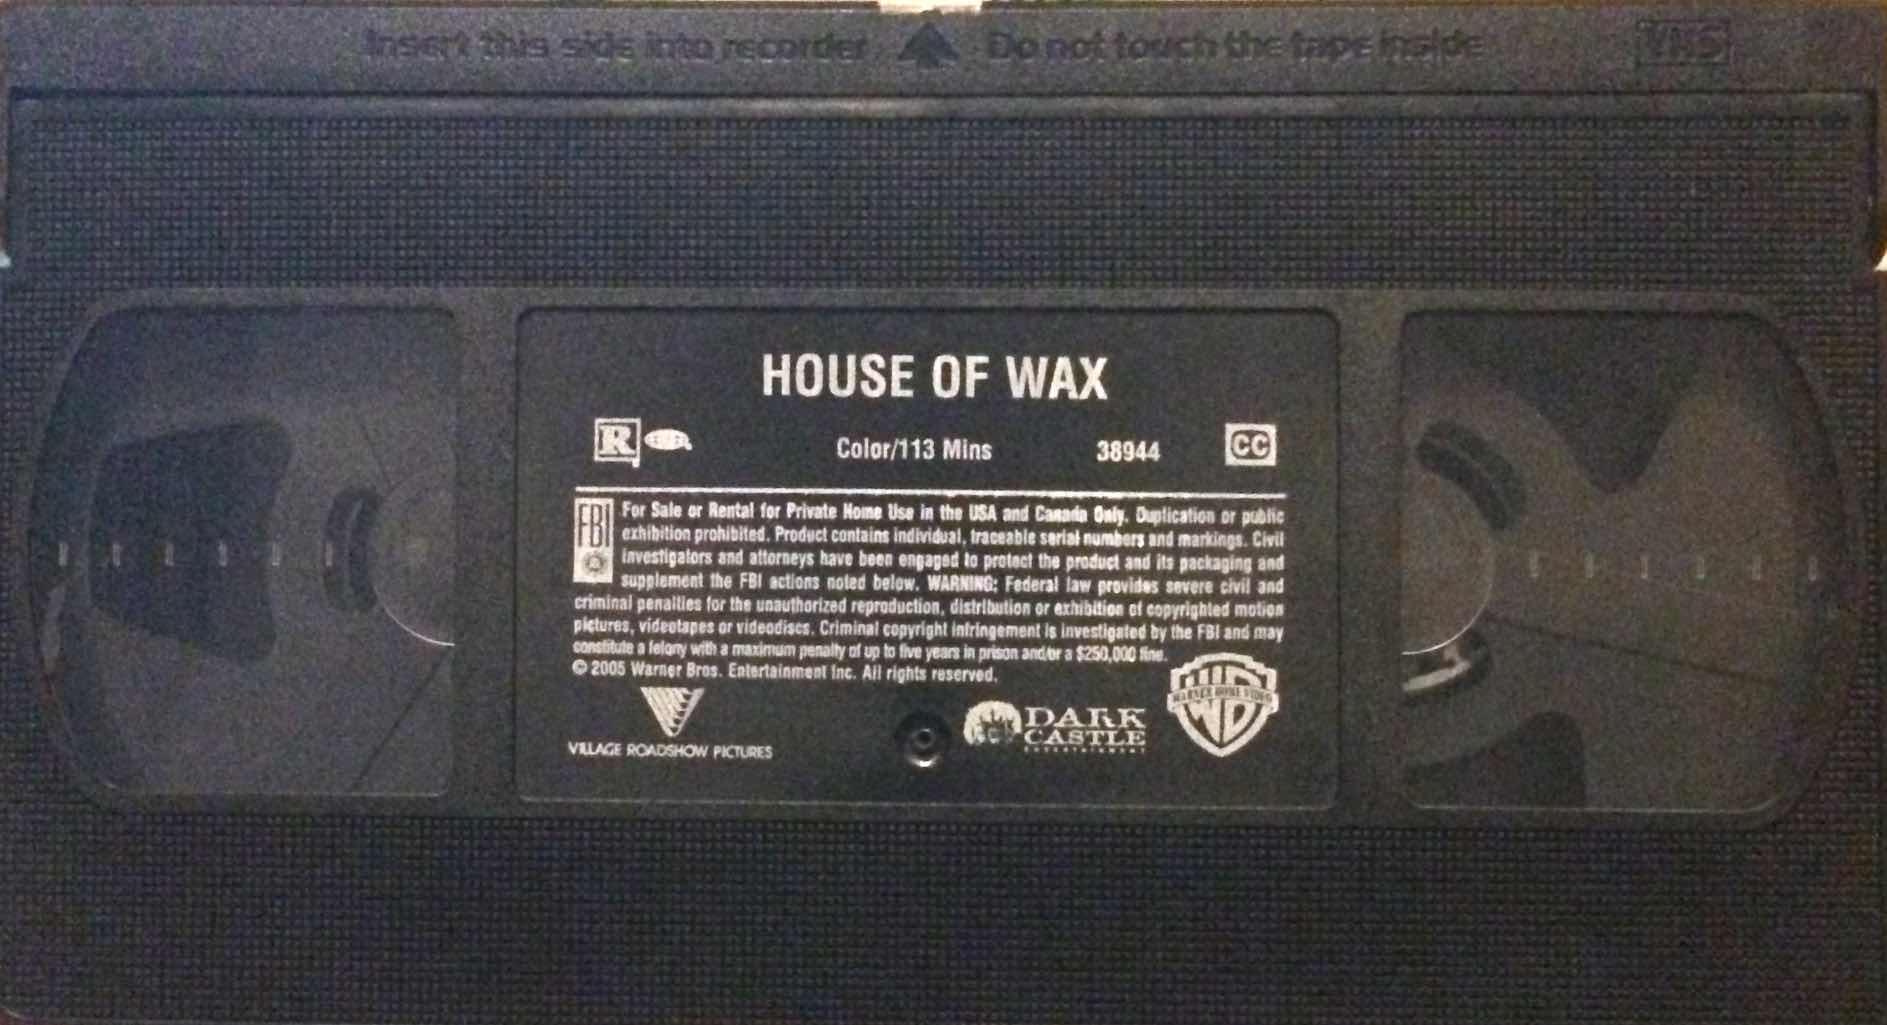 Insert this side into recorder Do not touch the tape inside VHS
HOUSE OF WAX
R Color/113 Mins 38944 CC
FBI
For Sale or Rental for Private Home Use in the USA and Canada Only. Duplication or public
exhibition prohibited. Product contains individual, traceable serial numbers and markings. Civil
investigators and attorneys have been engaged to protect the product and its packaging and
supplement the FBI actions noted below. WARNING: Federal law provides severe civil and
criminal penalties for the unauthorized reproduction, distribution or exhibition of copyrighted motion
pictures, videotapes or videodiscs. Criminal copyright infringement is investigated by the FBI and may
constitute a felony with a maximum penalty of up to five years in prison and/or a $250,000 fine.
© 2005 Warner Bros. Entertainment Inc. All rights reserved.
VILLAGE ROADSHOW PICTURES
DARK
CASTLE
ENTERTAINMENT
WB
WARNER HOME VIDEO